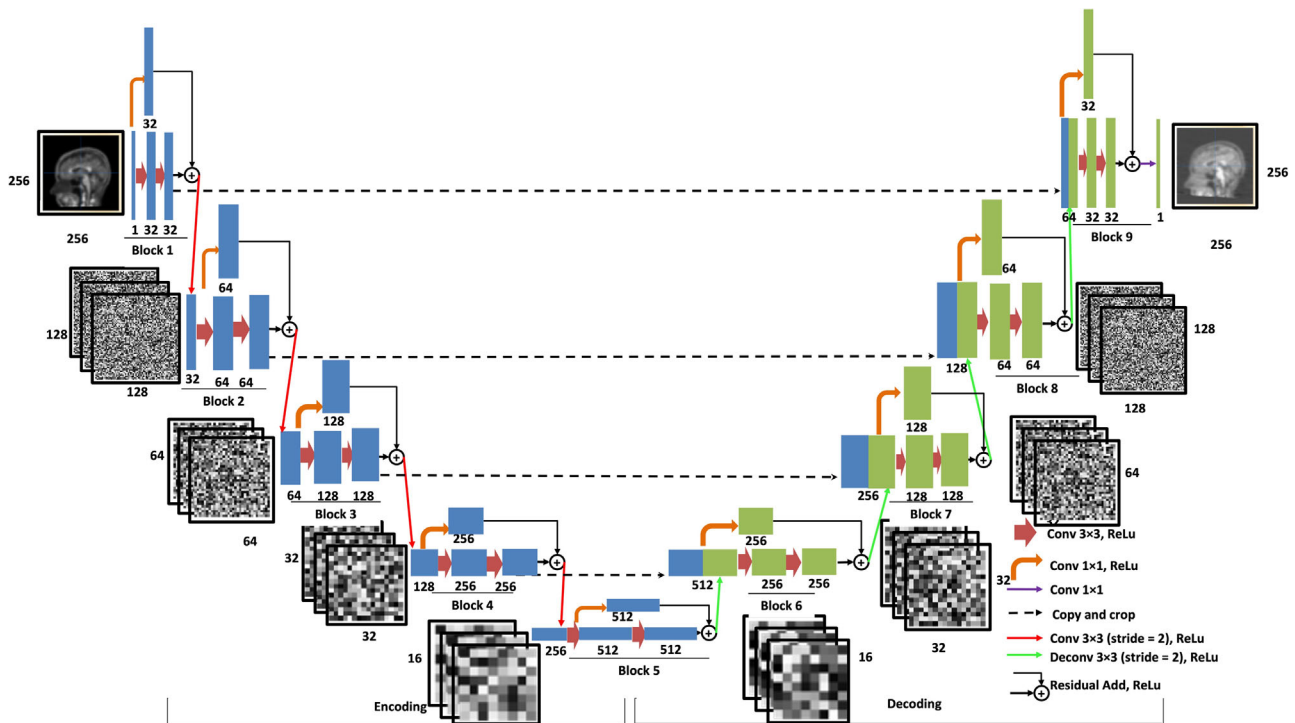 32
256
256
1 32 32
Block 1
64
128
128
32 64 64
Block 2
128
64
64
64 128 128
Block 3
256
32
32
128 256 256
Block 4
512
16
256 512 512
Block 5
Encoding
256
512 256 256
Block 6
16
Decoding
128
256 128 128
Block 7
32
32
64
128 64 64
Block 8
64
64
32
64 32 32 1
Block 9
256
256
128
128
Conv 3×3, ReLu
Conv 1×1, ReLu
Conv 1×1
Copy and crop
Conv 3×3 (stride = 2), ReLu
Deconv 3×3 (stride = 2), ReLu
Residual Add, ReLu